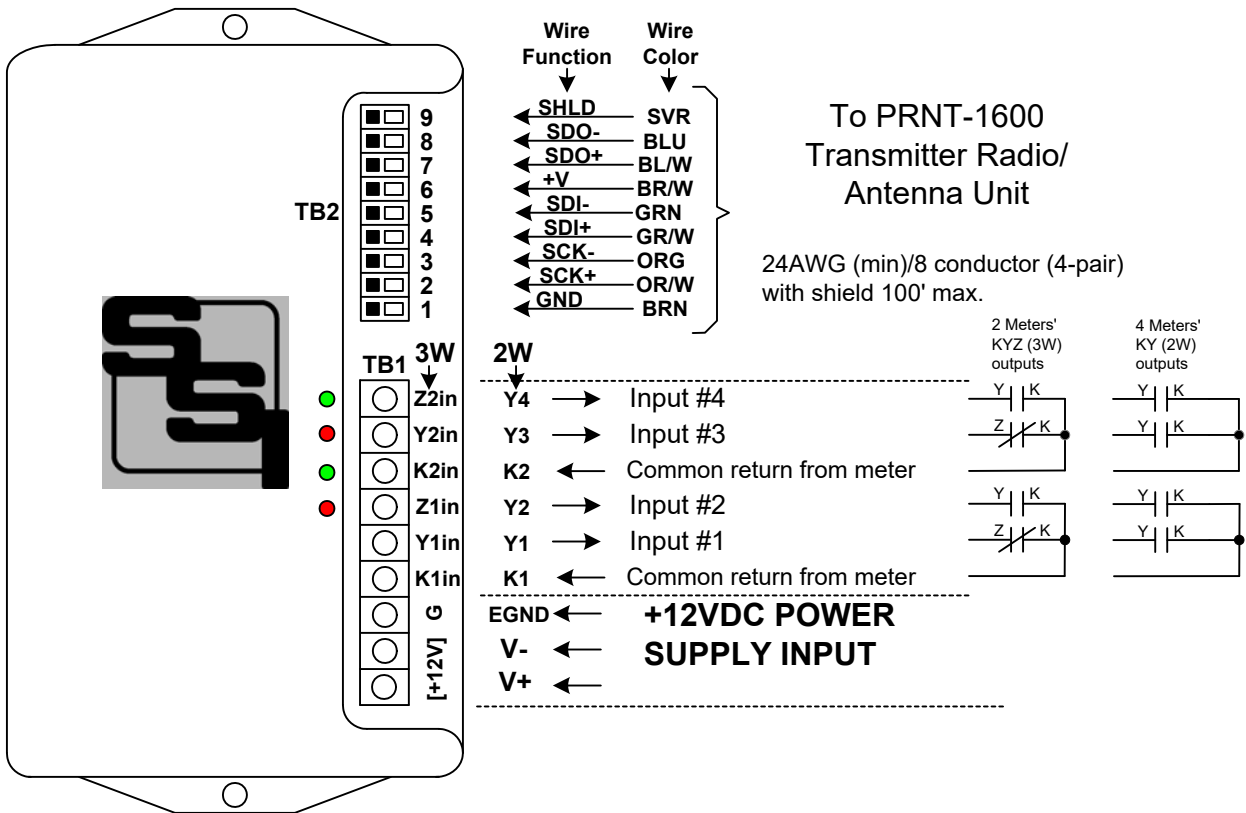 Wire Function
Wire Color
9 SHLD SVR
8 SDO- BLU
7 SDO+ BL/W
6 +V BR/W
TB2
5 SDI- GRN
4 SDI+ GR/W
3 SCK- ORG
2 SCK+ OR/W
1 GND BRN
To PRNT-1600
Transmitter Radio/
Antenna Unit
24AWG (min)/8 conductor (4-pair)
with shield 100' max.
SSI
TB1 3W 2W
Z2in Y4 Input #4
Y2in Y3 Input #3
K2in K2 Common return from meter
Z1in Y2 Input #2
Y1in Y1 Input #1
K1in K1 Common return from meter
G EGND +12VDC POWER
[+12V] V- SUPPLY INPUT
V+
2 Meters'
KYZ (3W)
outputs
Y K
Z K
Y K
Z K
4 Meters'
KY (2W)
outputs
Y K
Y K
Y K
Y K